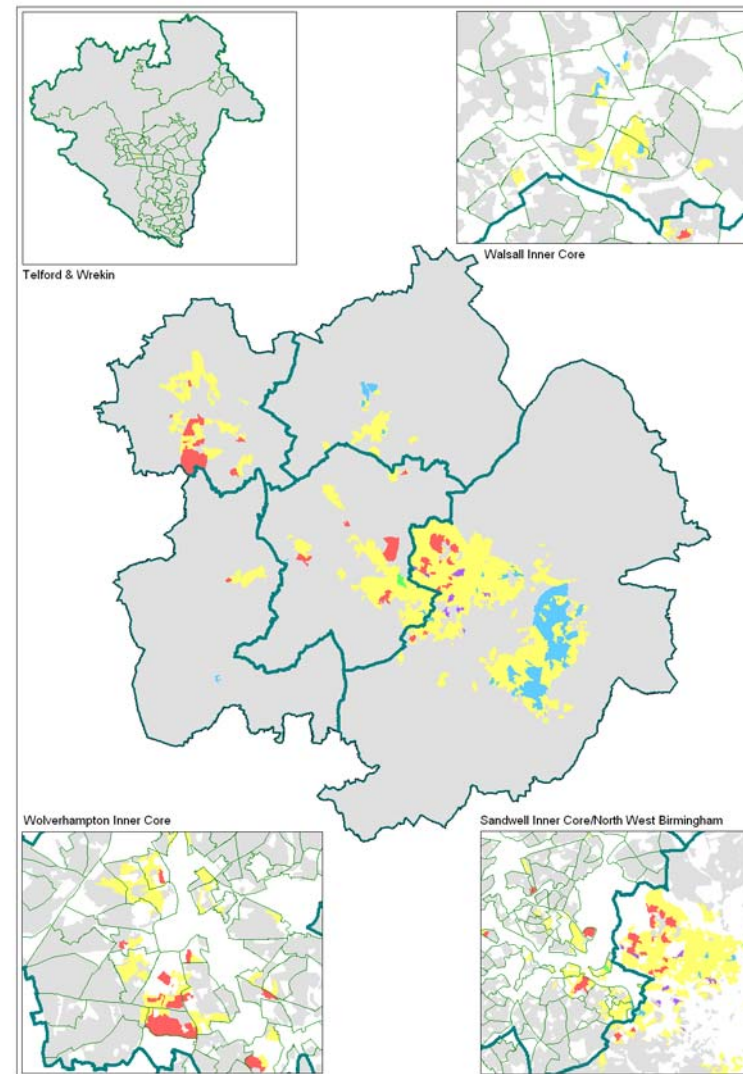 Telford & Wrekin
Walsall Inner Core
Wolverhampton Inner Core
Sandwell Inner Core/North West Birmingham